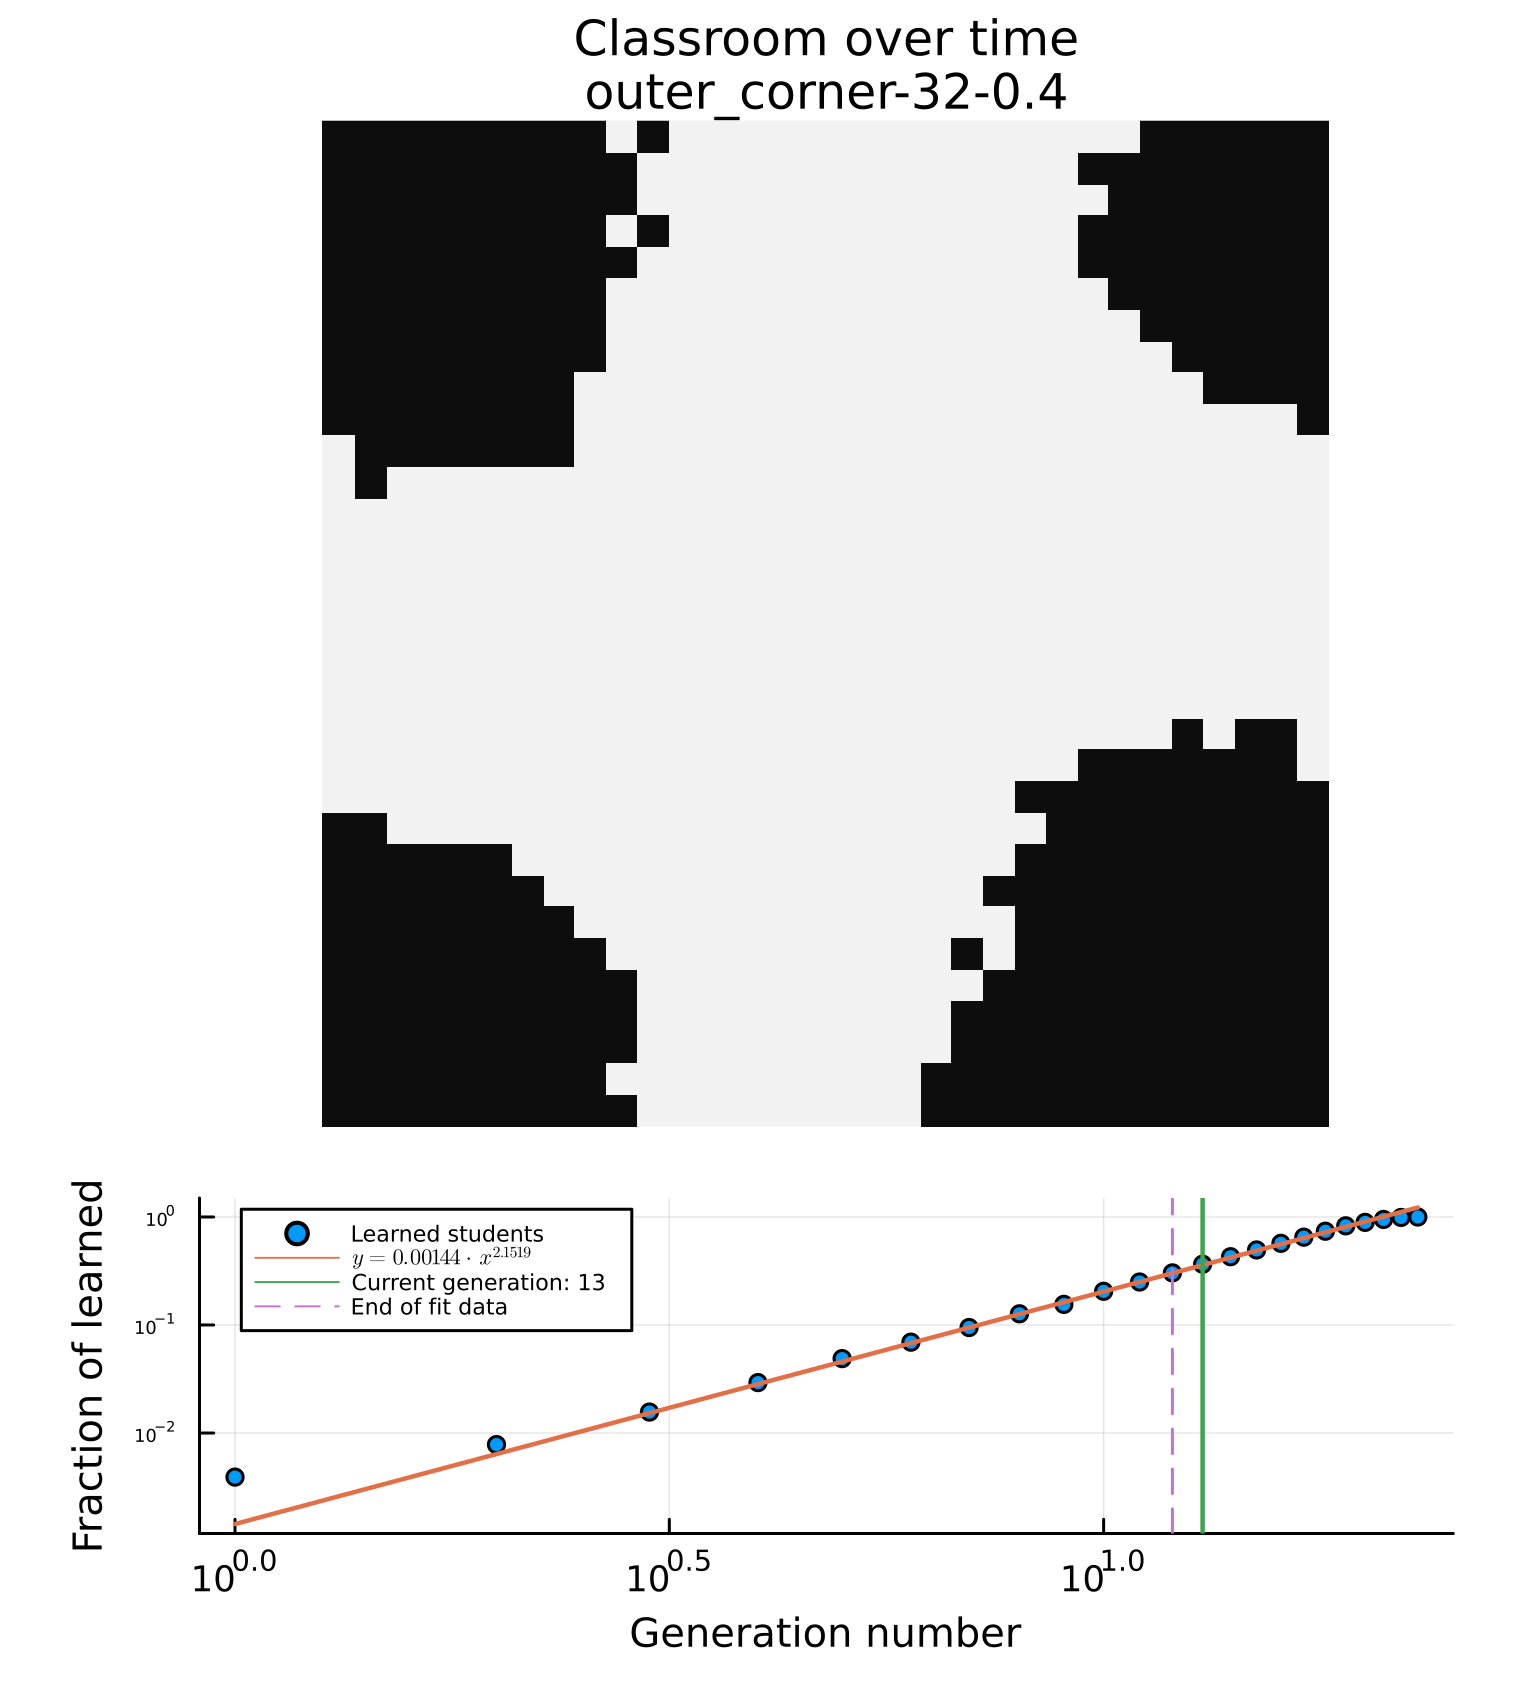 Classroom over time
outer_corner-32-0.4
Fraction of learned
10^0
10^−1
10^−2
Learned students
y = 0.00144 · x^2.1519
Current generation: 13
End of fit data
10^0.0 10^0.5 10^1.0
Generation number